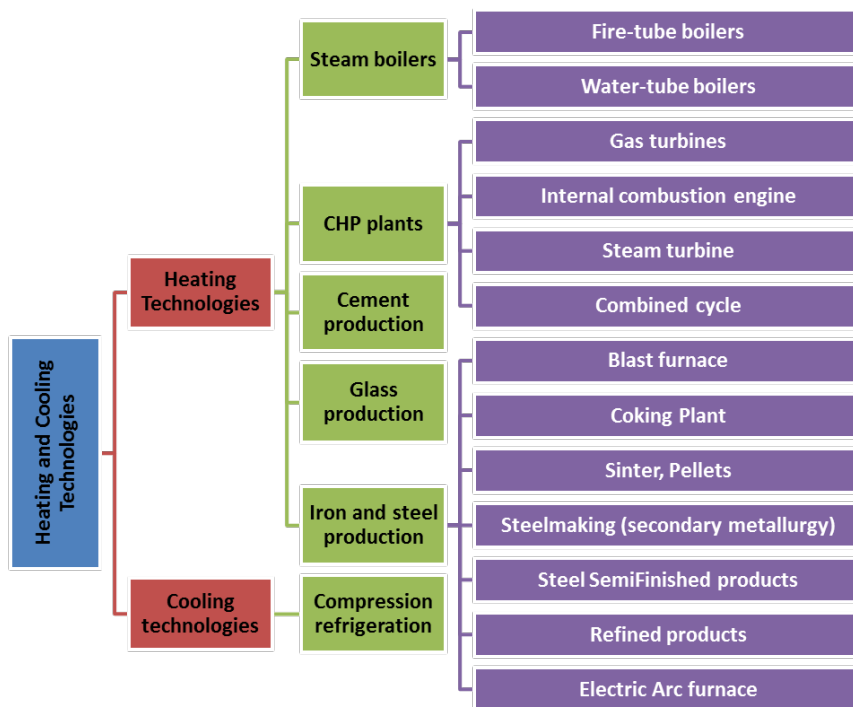 Heating and Cooling
Technologies
Heating
Technologies
Steam boilers
Fire-tube boilers
Water-tube boilers
CHP plants
Gas turbines
Internal combustion engine
Steam turbine
Combined cycle
Cement
production
Glass
production
Iron and steel
production
Blast furnace
Coking Plant
Sinter, Pellets
Steelmaking (secondary metallurgy)
Steel SemiFinished products
Refined products
Electric Arc furnace
Cooling
technologies
Compression
refrigeration